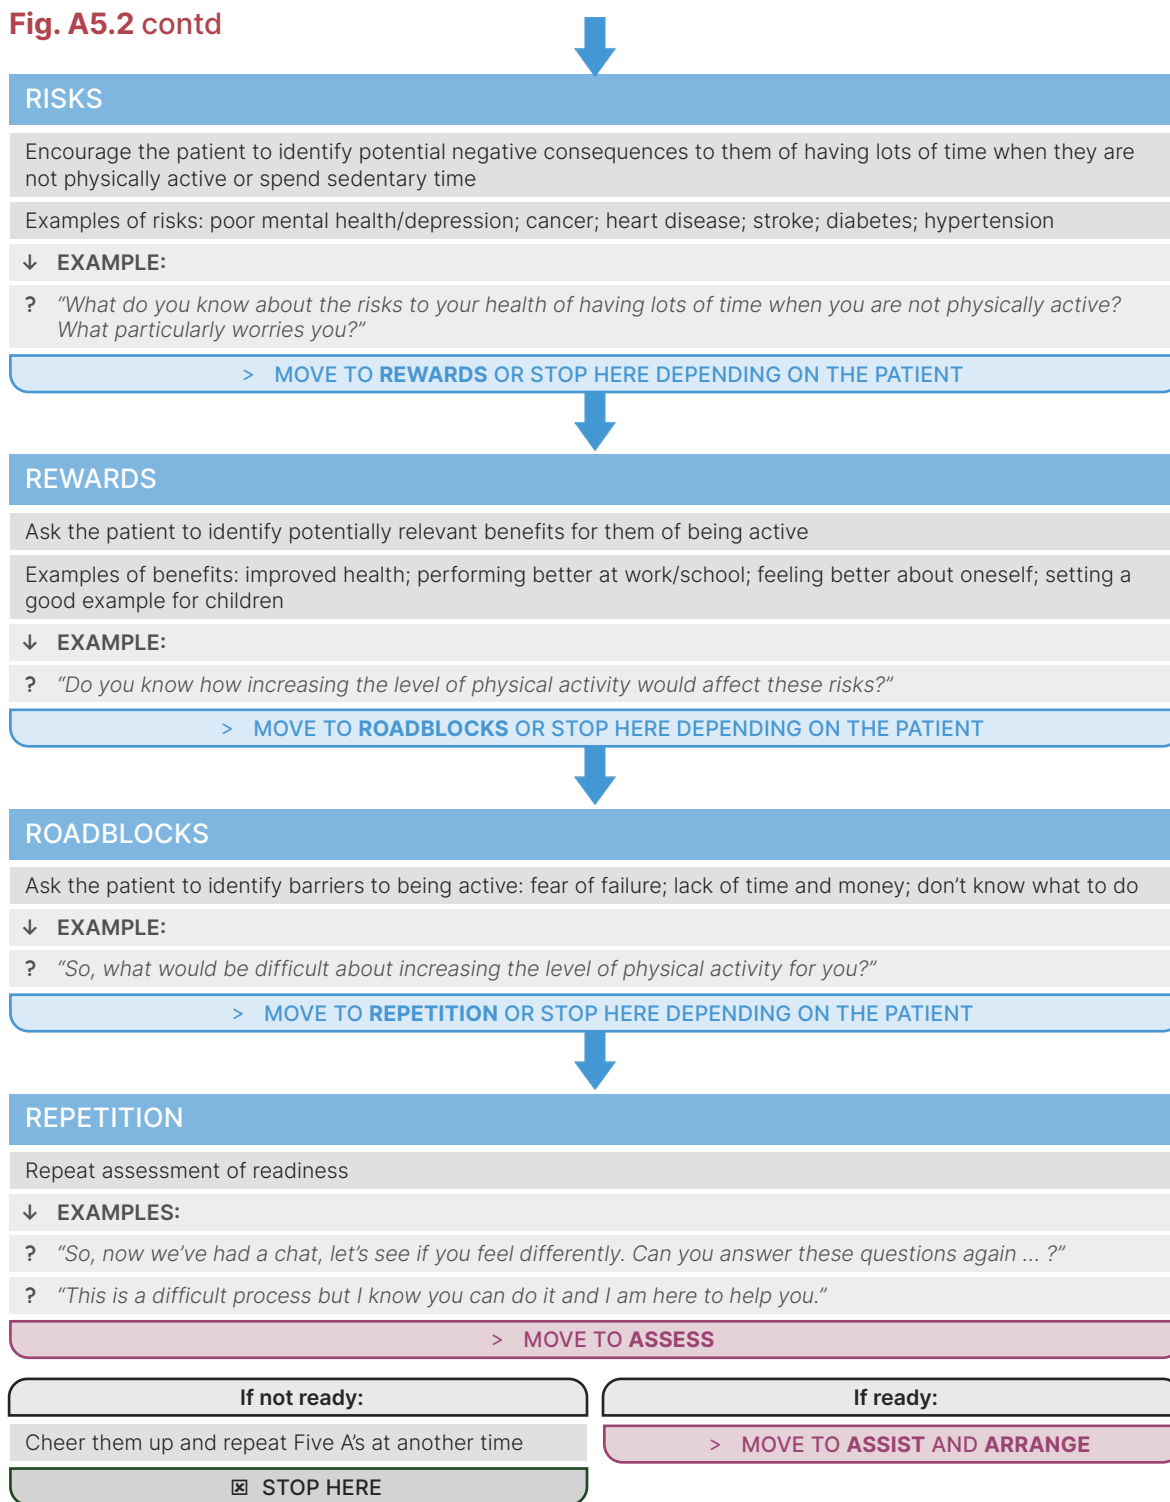 Fig. A5.2 contd
RISKS
Encourage the patient to identify potential negative consequences to them of having lots of time when they are
not physically active or spend sedentary time
Examples of risks: poor mental health/depression; cancer; heart disease; stroke; diabetes; hypertension
↓ EXAMPLE:
? “What do you know about the risks to your health of having lots of time when you are not physically active?
What particularly worries you?”
> MOVE TO REWARDS OR STOP HERE DEPENDING ON THE PATIENT
REWARDS
Ask the patient to identify potentially relevant benefits for them of being active
Examples of benefits: improved health; performing better at work/school; feeling better about oneself; setting a
good example for children
↓ EXAMPLE:
? “Do you know how increasing the level of physical activity would affect these risks?”
> MOVE TO ROADBLOCKS OR STOP HERE DEPENDING ON THE PATIENT
ROADBLOCKS
Ask the patient to identify barriers to being active: fear of failure; lack of time and money; don’t know what to do
↓ EXAMPLE:
? “So, what would be difficult about increasing the level of physical activity for you?”
> MOVE TO REPETITION OR STOP HERE DEPENDING ON THE PATIENT
REPETITION
Repeat assessment of readiness
↓ EXAMPLES:
? “So, now we’ve had a chat, let’s see if you feel differently. Can you answer these questions again … ?”
? “This is a difficult process but I know you can do it and I am here to help you.”
> MOVE TO ASSESS
If not ready:
Cheer them up and repeat Five A’s at another time
☒ STOP HERE
If ready:
> MOVE TO ASSIST AND ARRANGE